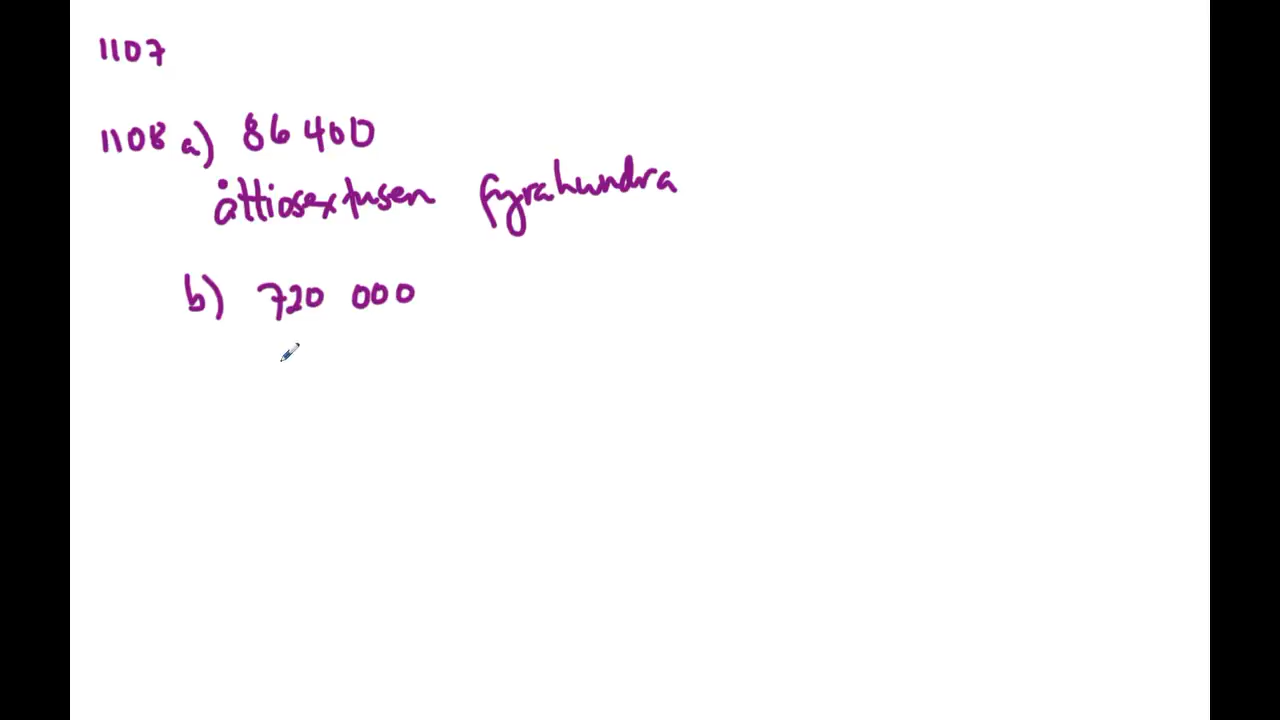 1107
1108 a) 86 400
åttiosextusen fyrahundra
b) 720 000